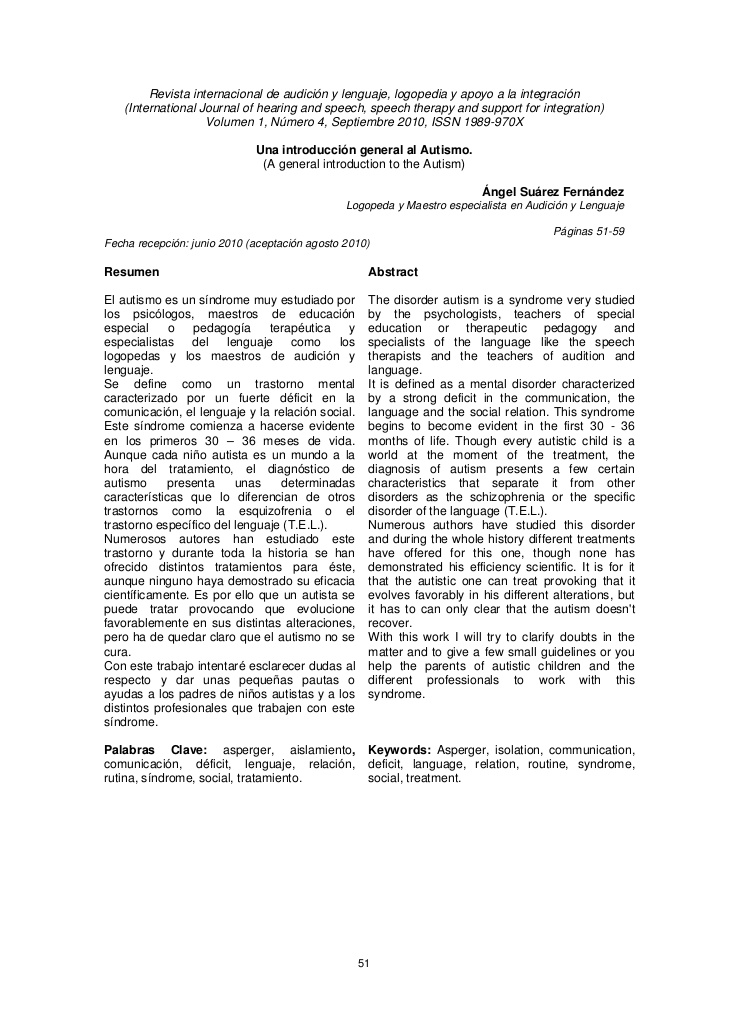 Revista internacional de audición y lenguaje, logopedia y apoyo a la integración
(International Journal of hearing and speech, speech therapy and support for integration)
Volumen 1, Número 4, Septiembre 2010, ISSN 1989-970X
Una introducción general al Autismo.
(A general introduction to the Autism)
Ángel Suárez Fernández
Logopeda y Maestro especialista en Audición y Lenguaje
Páginas 51-59
Fecha recepción: junio 2010 (aceptación agosto 2010)
Resumen
El autismo es un síndrome muy estudiado por
los psicólogos, maestros de educación
especial o pedagogía terapéutica y
especialistas del lenguaje como los
logopedas y los maestros de audición y
lenguaje.
Se define como un trastorno mental
caracterizado por un fuerte déficit en la
comunicación, el lenguaje y la relación social.
Este síndrome comienza a hacerse evidente
en los primeros 30 – 36 meses de vida.
Aunque cada niño autista es un mundo a la
hora del tratamiento, el diagnóstico de
autismo presenta unas determinadas
características que lo diferencian de otros
trastornos como la esquizofrenia o el
trastorno específico del lenguaje (T.E.L.).
Numerosos autores han estudiado este
trastorno y durante toda la historia se han
ofrecido distintos tratamientos para éste,
aunque ninguno haya demostrado su eficacia
científicamente. Es por ello que un autista se
puede tratar provocando que evolucione
favorablemente en sus distintas alteraciones,
pero ha de quedar claro que el autismo no se
cura.
Con este trabajo intentaré esclarecer dudas al
respecto y dar unas pequeñas pautas o
ayudas a los padres de niños autistas y a los
distintos profesionales que trabajen con este
síndrome.
Palabras Clave: asperger, aislamiento,
comunicación, déficit, lenguaje, relación,
rutina, síndrome, social, tratamiento.
Abstract
The disorder autism is a syndrome very studied
by the psychologists, teachers of special
education or therapeutic pedagogy and
specialists of the language like the speech
therapists and the teachers of audition and
language.
It is defined as a mental disorder characterized
by a strong deficit in the communication, the
language and the social relation. This syndrome
begins to become evident in the first 30 - 36
months of life. Though every autistic child is a
world at the moment of the treatment, the
diagnosis of autism presents a few certain
characteristics that separate it from other
disorders as the schizophrenia or the specific
disorder of the language (T.E.L.).
Numerous authors have studied this disorder
and during the whole history different treatments
have offered for this one, though none has
demonstrated his efficiency scientific. It is for it
that the autistic one can treat provoking that it
evolves favorably in his different alterations, but
it has to can only clear that the autism doesn't
recover.
With this work I will try to clarify doubts in the
matter and to give a few small guidelines or you
help the parents of autistic children and the
different professionals to work with this
syndrome.
Keywords: Asperger, isolation, communication,
deficit, language, relation, routine, syndrome,
social, treatment.
51